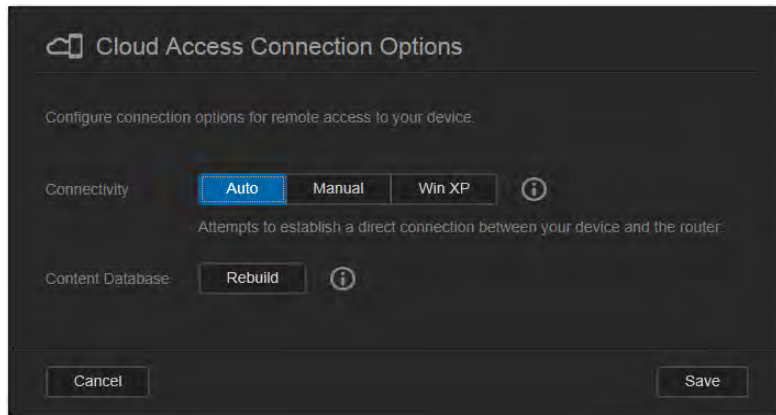 Cloud Access Connection Options
Configure connection options for remote access to your device.
Connectivity Auto Manual Win XP
Attempts to establish a direct connection between your device and the router.
Content Database Rebuild
Cancel Save